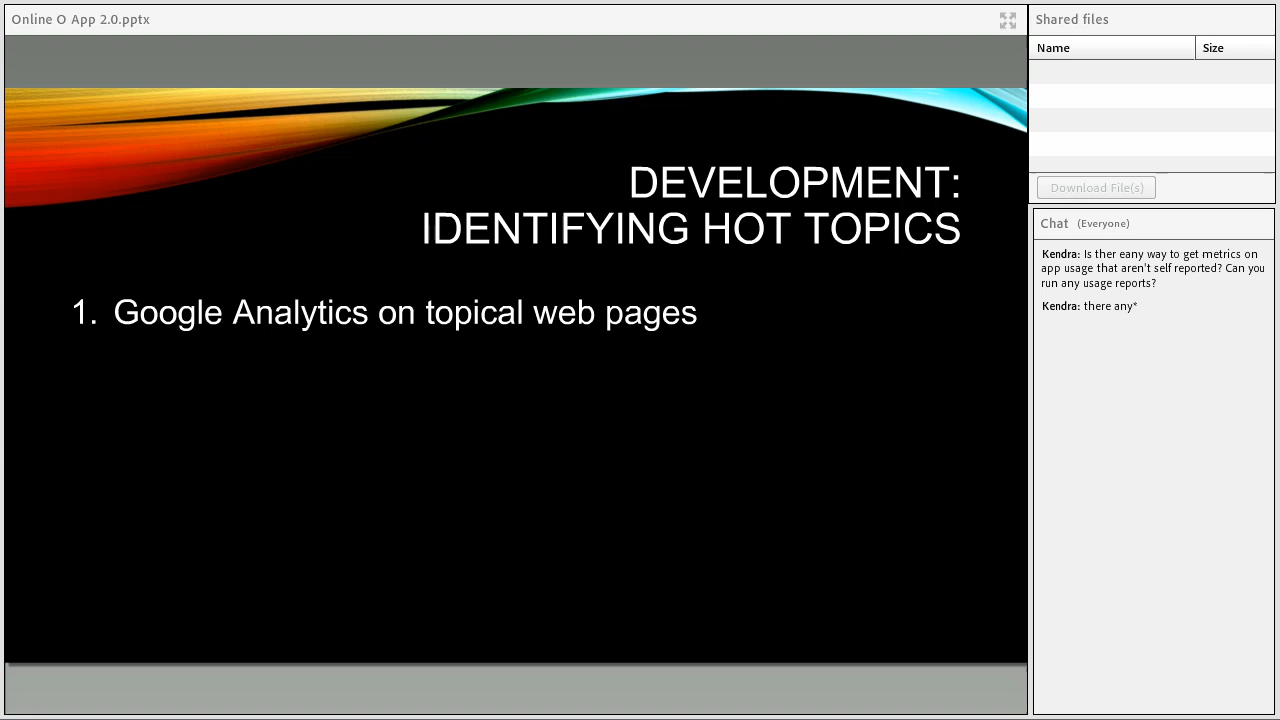 Online O App 2.0.pptx
DEVELOPMENT:
IDENTIFYING HOT TOPICS
1. Google Analytics on topical web pages
Shared files
Name
Size
Download File(s)
Chat (Everyone)
Kendra: Is ther eany way to get metrics on
app usage that aren't self reported? Can you
run any usage reports?
Kendra: there any*